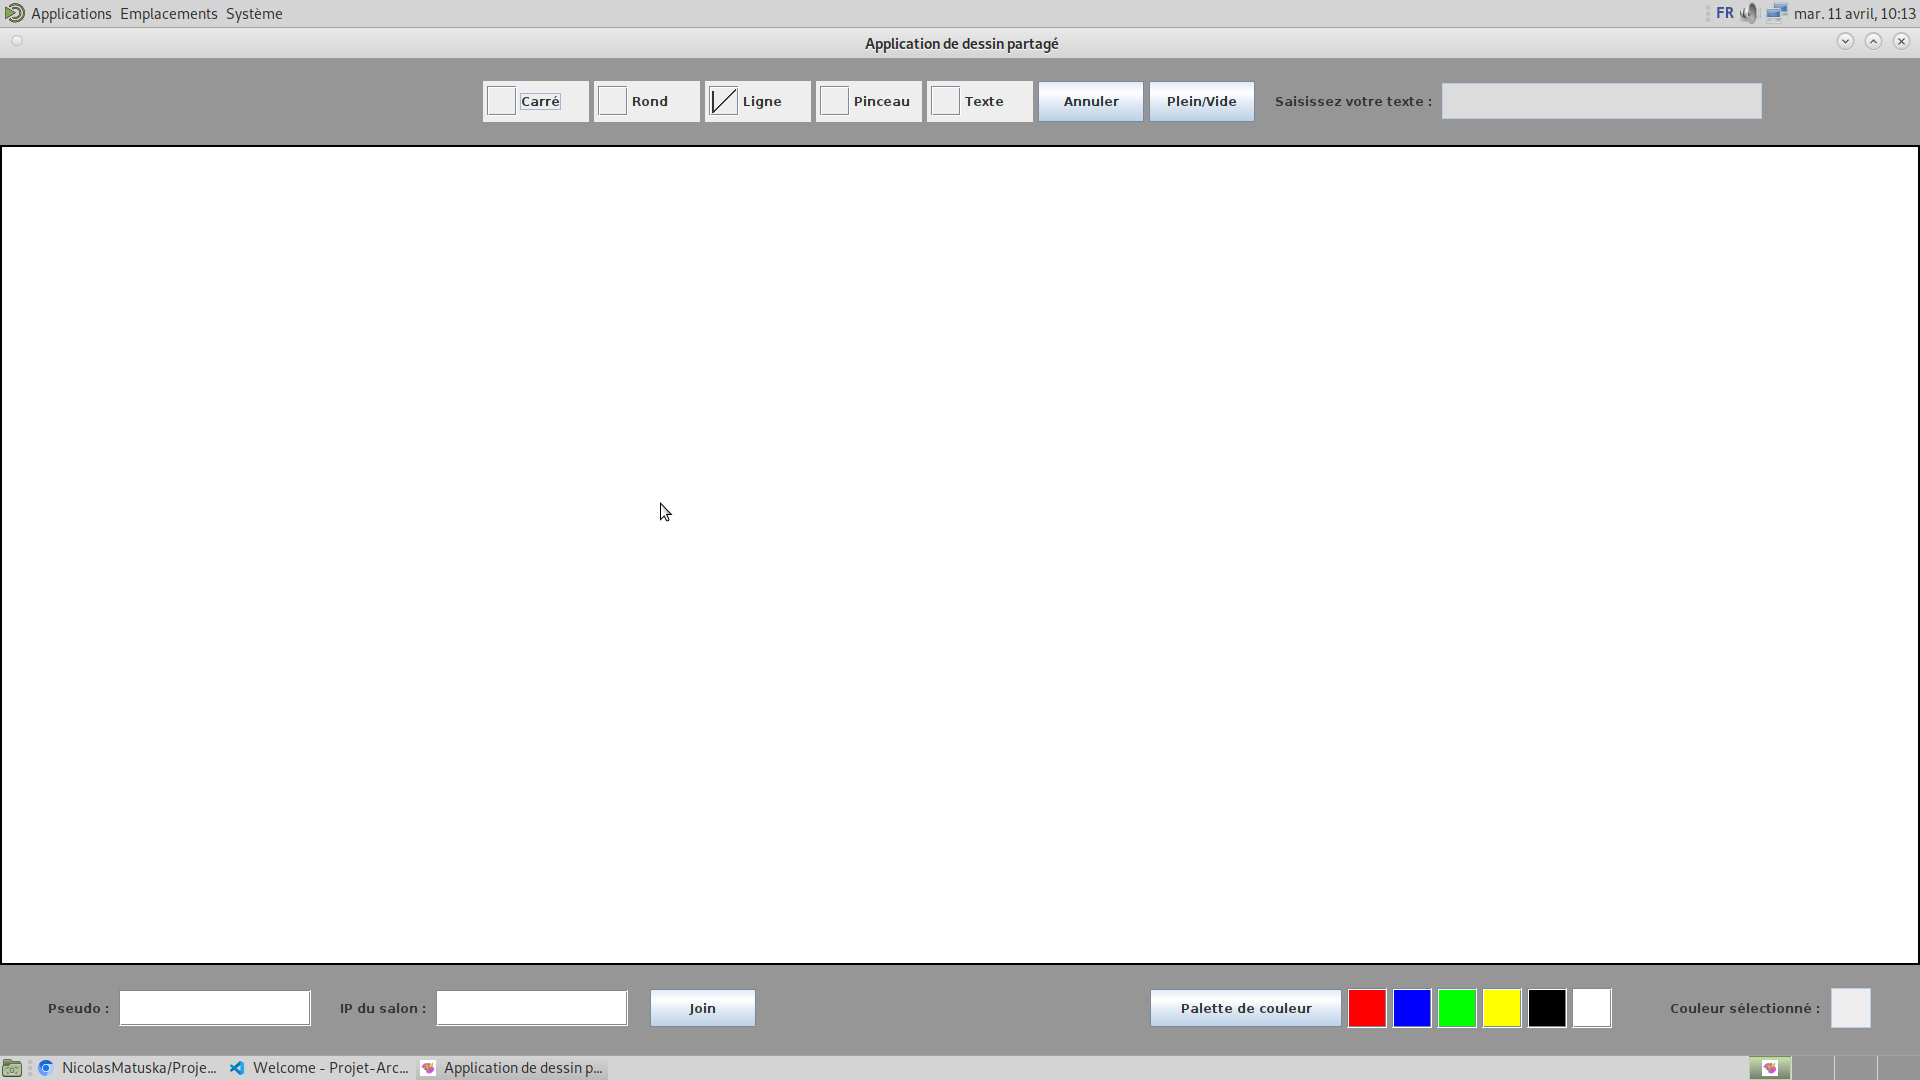 Applications Emplacements Système FR mar. 11 avril, 10:13
Application de dessin partagé
Carré Rond Ligne Pinceau Texte Annuler Plein/Vide Saisissez votre texte :
Pseudo : IP du salon : Join Palette de couleur Couleur sélectionné :
NicolasMatuska/Proje... Welcome - Projet-Arc... Application de dessin p...